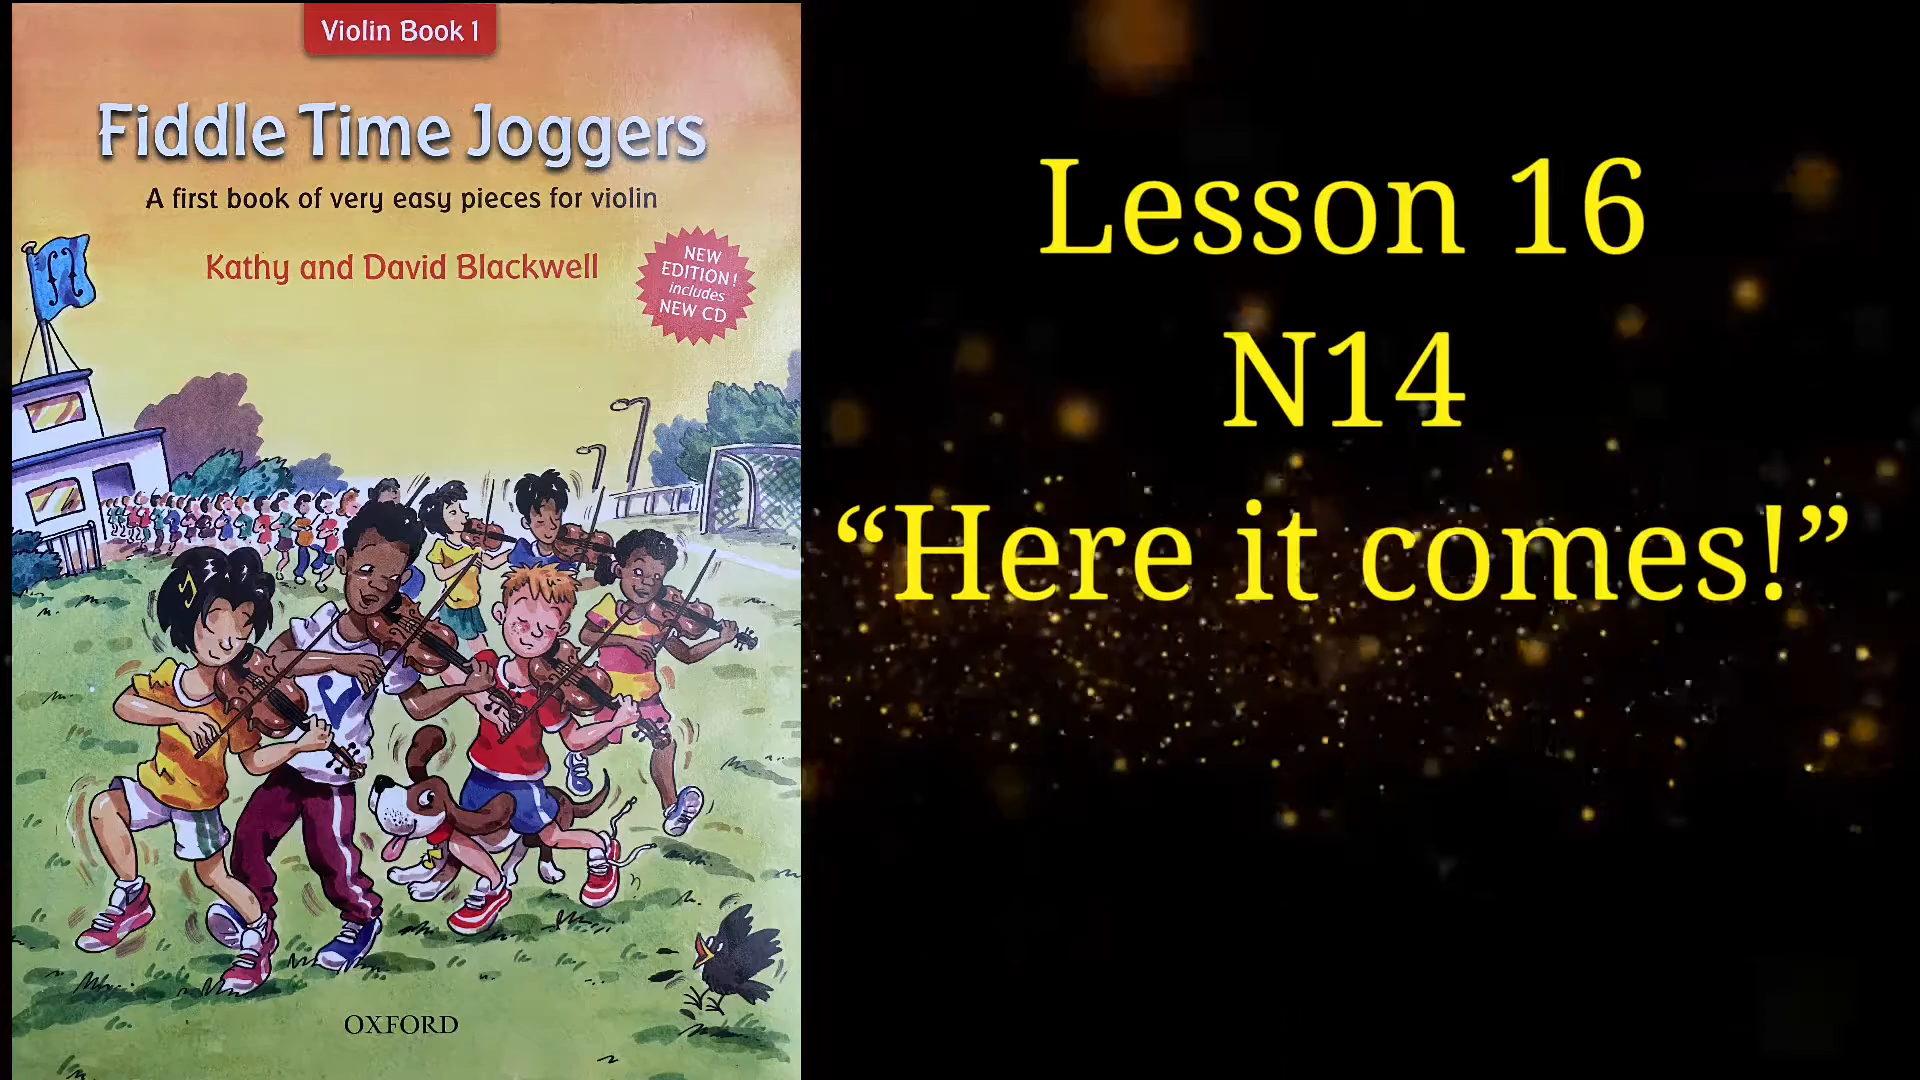 Violin Book 1
Fiddle Time Joggers
A first book of very easy pieces for violin
Kathy and David Blackwell
NEW
EDITION!
includes
NEW CD
OXFORD
Lesson 16
N14
“Here it comes!”